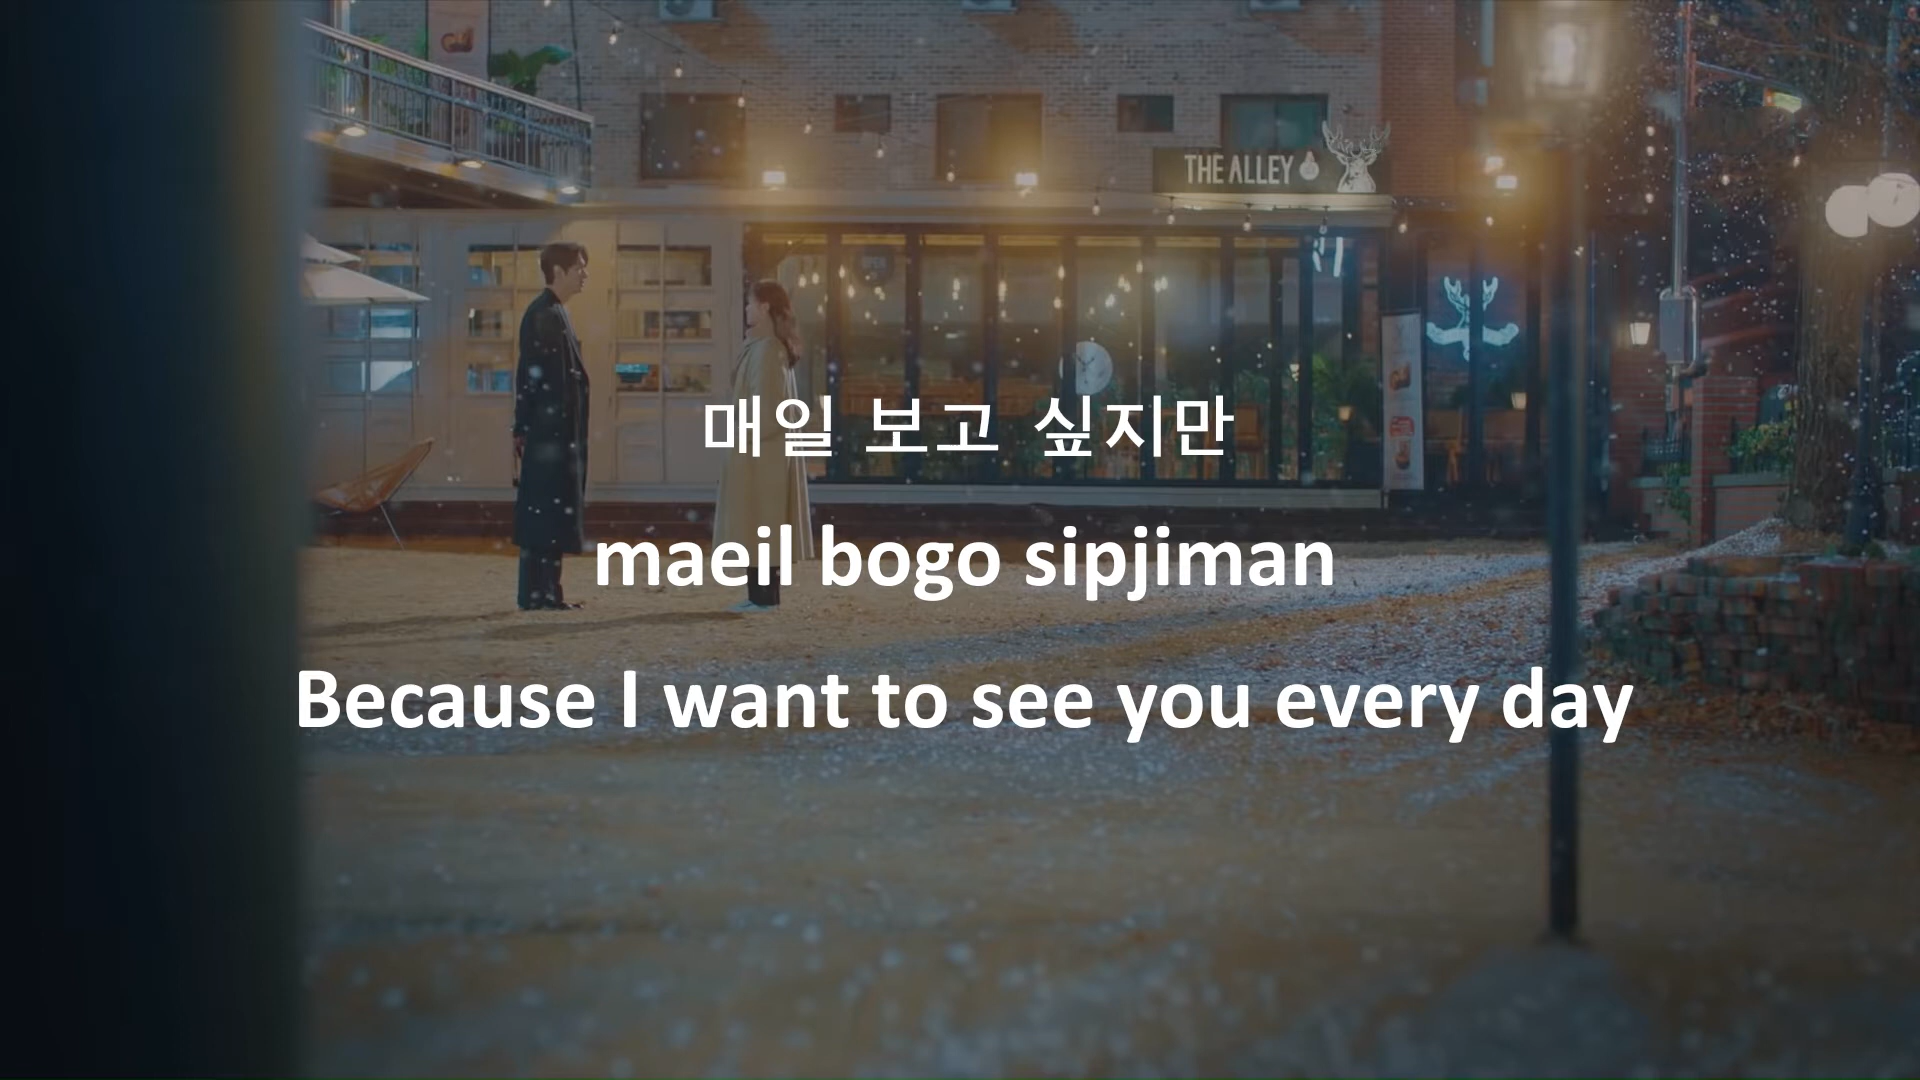 THE ALLEY
매일 보고 싶지만
maeil bogo sipjiman
Because I want to see you every day